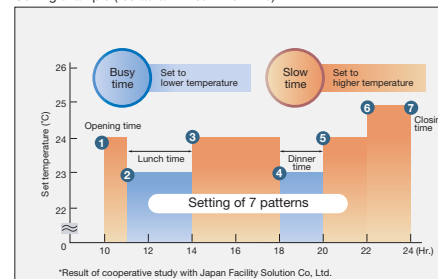 Busy
time
Set to
lower temperature
Slow
time
Set to
higher temperature
Set temperature (°C)
26
25
24
23
22
0
Opening time
1
2
Lunch time
3
4
Dinner
time
5
6
7
Closing
time
Setting of 7 patterns
10 12 14 16 18 20 22 24 (Hr.)
*Result of cooperative study with Japan Facility Solution Co, Ltd.